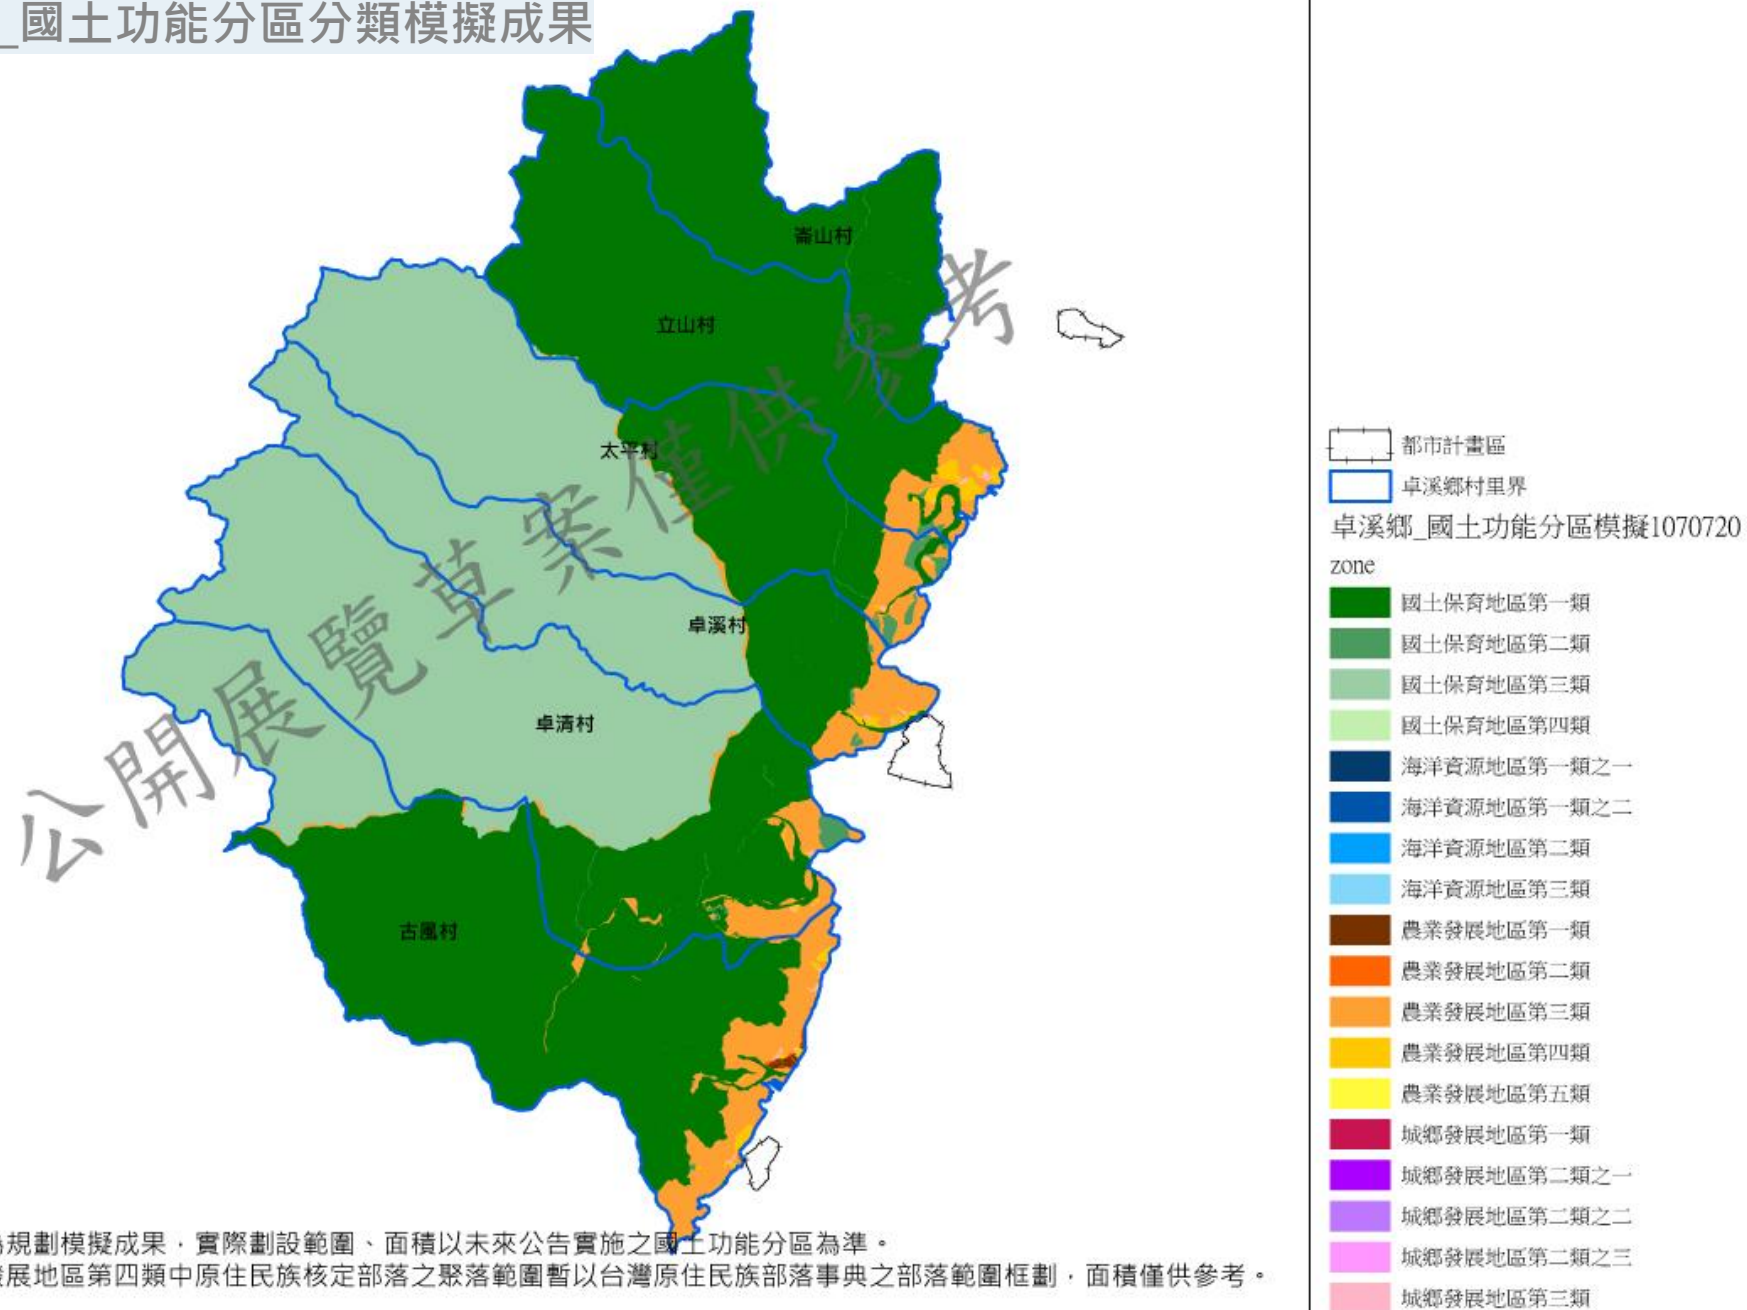 _國土功能分區分類模擬成果
崙山村
立山村
太平村
卓溪村
卓清村
古風村
公開展覽草案僅供參考
都市計畫區
卓溪鄉村里界
卓溪鄉_國土功能分區模擬1070720
zone
國土保育地區第一類
國土保育地區第二類
國土保育地區第三類
國土保育地區第四類
海洋資源地區第一類之一
海洋資源地區第一類之二
海洋資源地區第二類
海洋資源地區第三類
農業發展地區第一類
農業發展地區第二類
農業發展地區第三類
農業發展地區第四類
農業發展地區第五類
城鄉發展地區第一類
城鄉發展地區第二類之一
城鄉發展地區第二類之二
城鄉發展地區第二類之三
城鄉發展地區第三類
為規劃模擬成果，實際劃設範圍、面積以未來公告實施之國土功能分區為準。
發展地區第四類中原住民族核定部落之聚落範圍暫以台灣原住民族部落事典之部落範圍框劃，面積僅供參考。